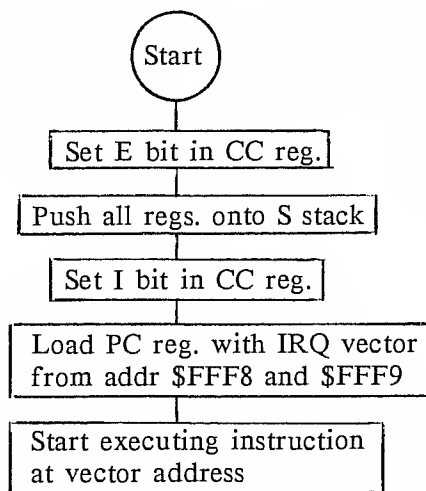 Start
Set E bit in CC reg.
Push all regs. onto S stack
Set I bit in CC reg.
Load PC reg. with IRQ vector
from addr $FFF8 and $FFF9
Start executing instruction
at vector address